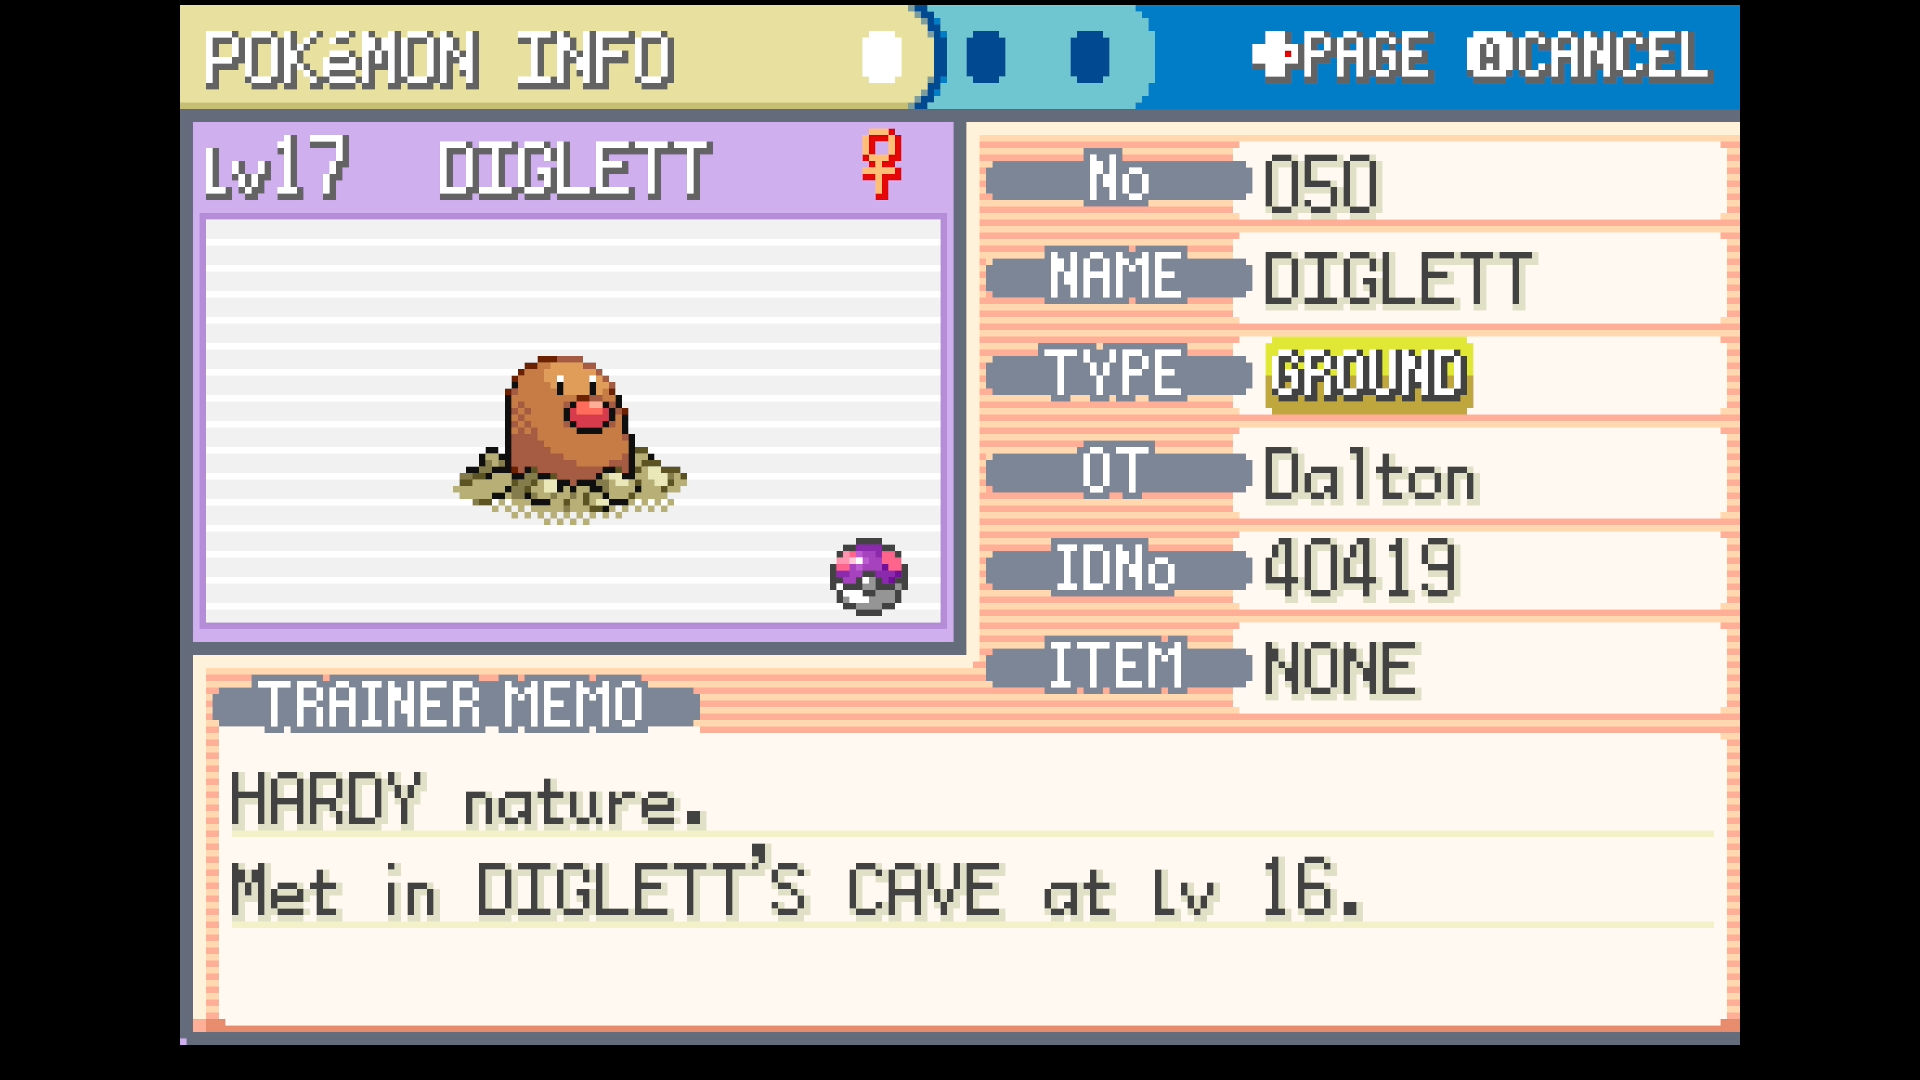 POKéMON INFO
PAGE ACANCEL
Lv17 DIGLETT ♀
No 050
NAME DIGLETT
TYPE GROUND
OT Dalton
IDNo 40419
ITEM NONE
TRAINER MEMO
HARDY nature.
Met in DIGLETT'S CAVE at Lv 16.